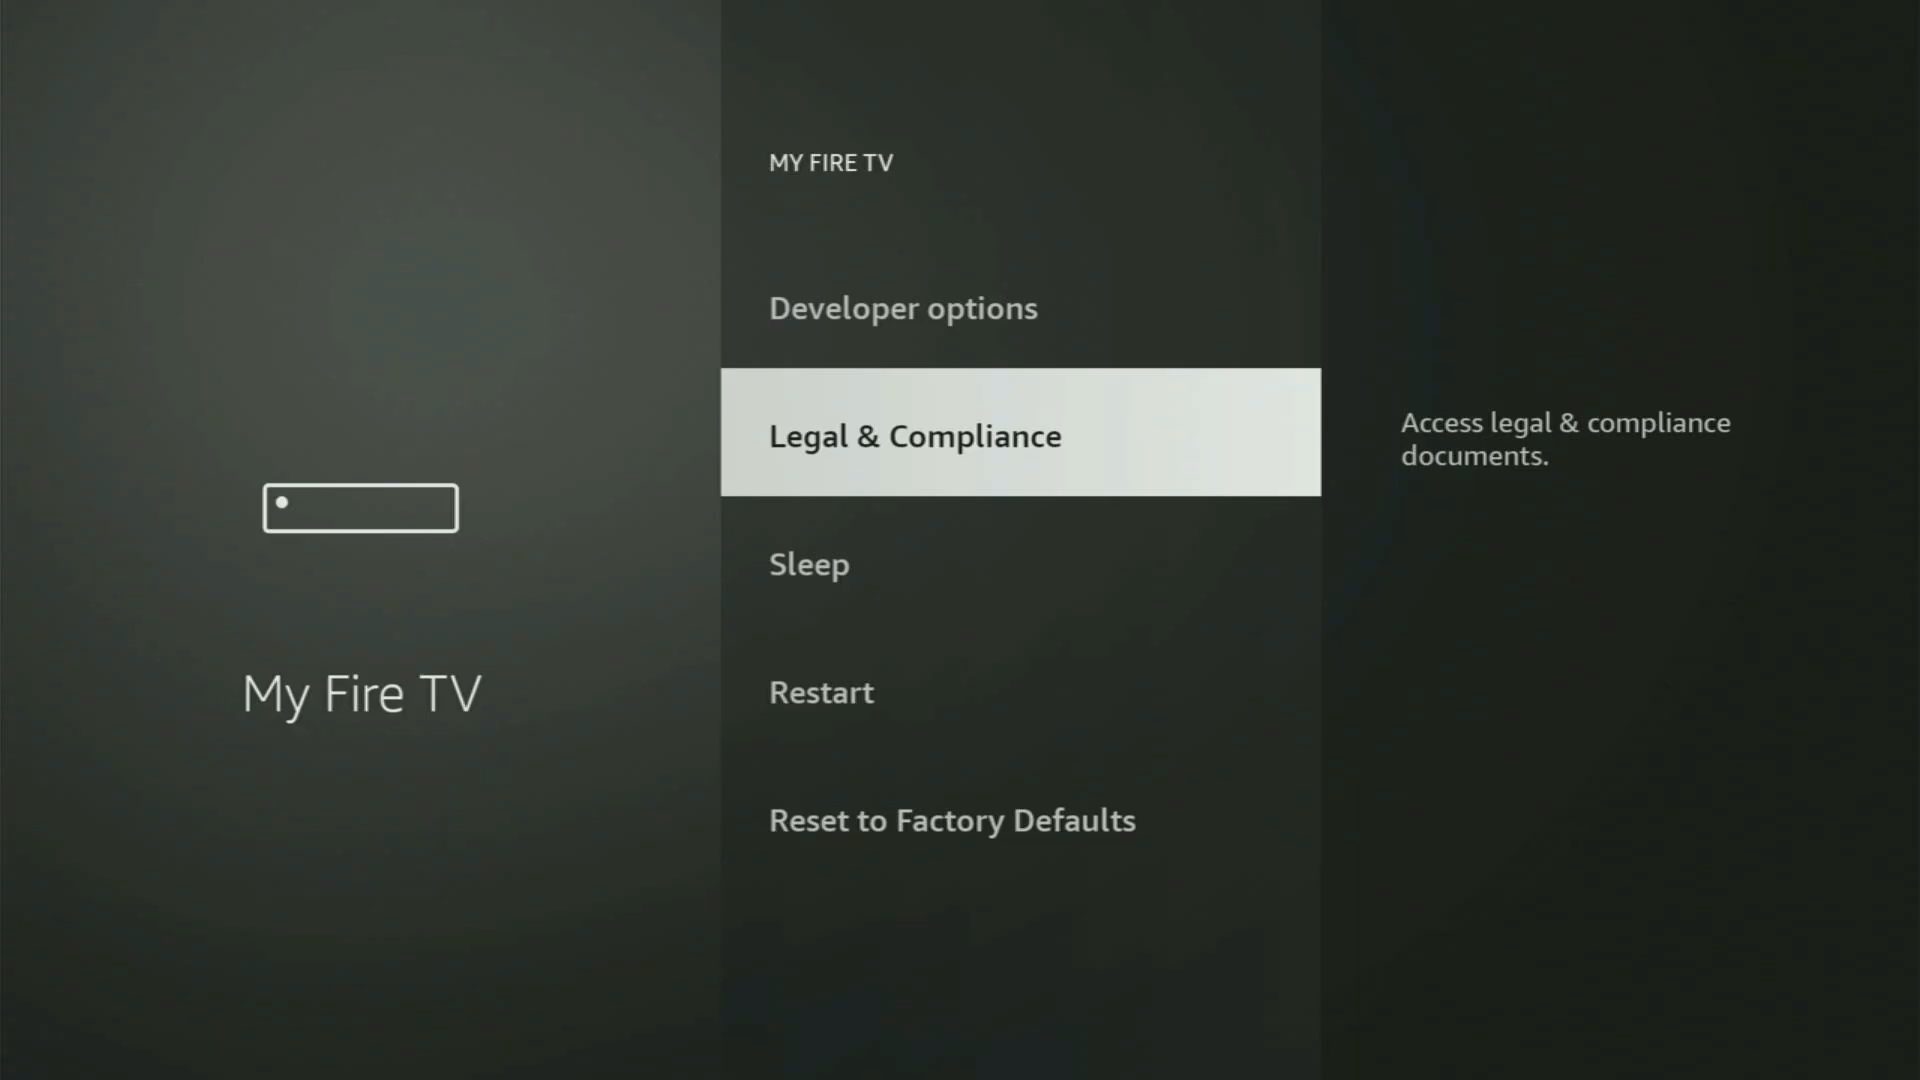 My Fire TV
MY FIRE TV
Developer options
Legal & Compliance
Sleep
Restart
Reset to Factory Defaults
Access legal & compliance
documents.